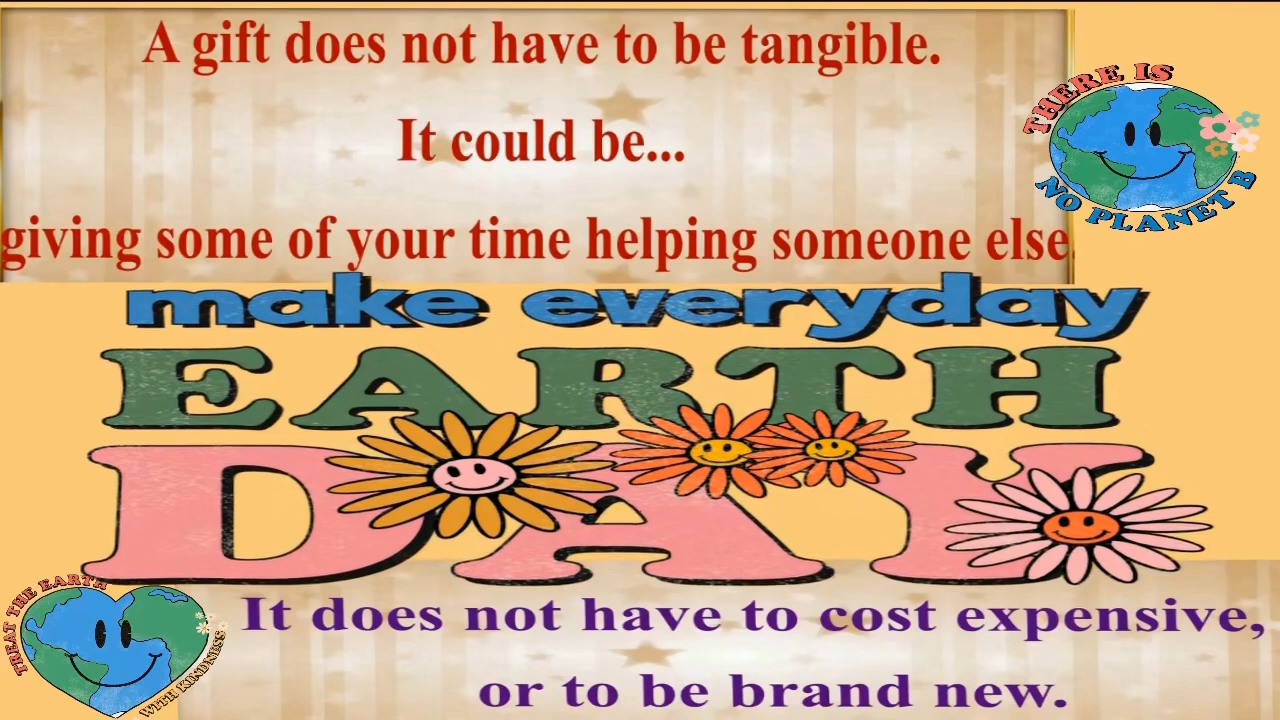 A gift does not have to be tangible.
It could be...
giving some of your time helping someone else.
THERE IS
NO PLANET B
make everyday
EARTH
DAY
TREAT THE EARTH
WITH KINDNESS
It does not have to cost expensive,
or to be brand new.